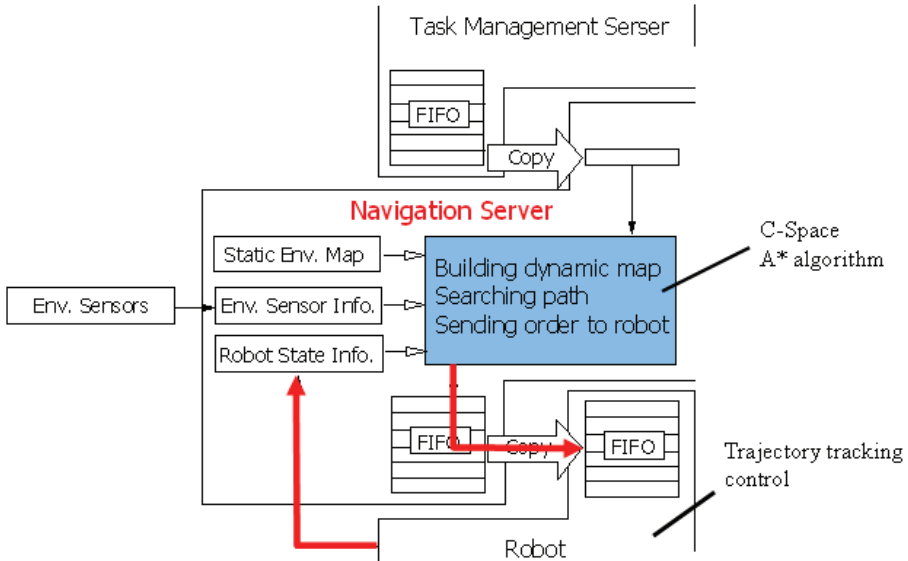 Task Management Serser
FIFO
Copy
Navigation Server
C-Space
A* algorithm
Static Env. Map
Building dynamic map
Searching path
Sending order to robot
Env. Sensors
Env. Sensor Info.
Robot State Info.
FIFO
Copy
FIFO
Trajectory tracking
control
Robot